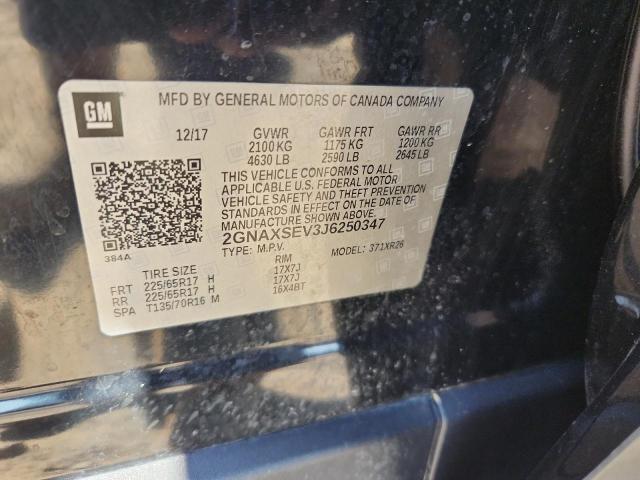 GM
MFD BY GENERAL MOTORS OF CANADA COMPANY
12/17 GVWR GAWR FRT GAWR RR
2100 KG 1175 KG 1200 KG
4630 LB 2590 LB 2645 LB
THIS VEHICLE CONFORMS TO ALL
APPLICABLE U.S. FEDERAL MOTOR
VEHICLE SAFETY AND THEFT PREVENTION
STANDARDS IN EFFECT ON THE DATE OF
MANUFACTURE SHOWN ABOVE.
2GNAXSEV3J6250347
384A TYPE: M.P.V. MODEL: 371XR26
TIRE SIZE RIM
FRT 225/65R17 H 17X7J
RR 225/65R17 H 17X7J
SPA T135/70R16 M 16X4BT